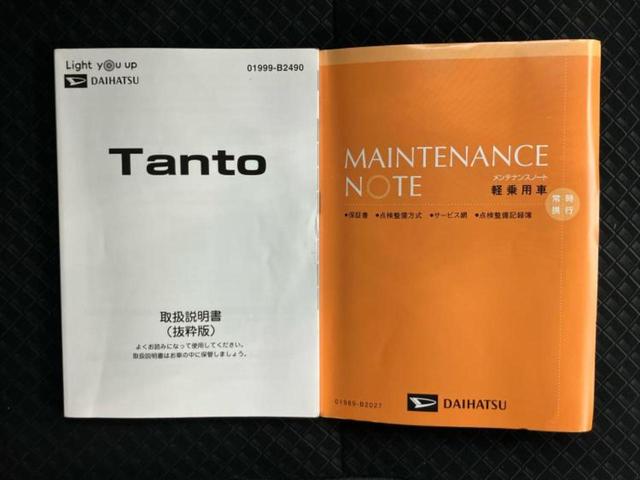 Light you up
DAIHATSU
01999-B2490
Tanto
取扱説明書
（抜粋版）
よくお読みになって使用してください。
取扱説明書はお車の中に保管しましょう。
MAINTENANCE
NOTE
メンテナンスノート
軽乗用車
常時
携行
●保証書 ●点検整備方式 ●サービス網 ●点検整備記録簿
01989-B2027
DAIHATSU